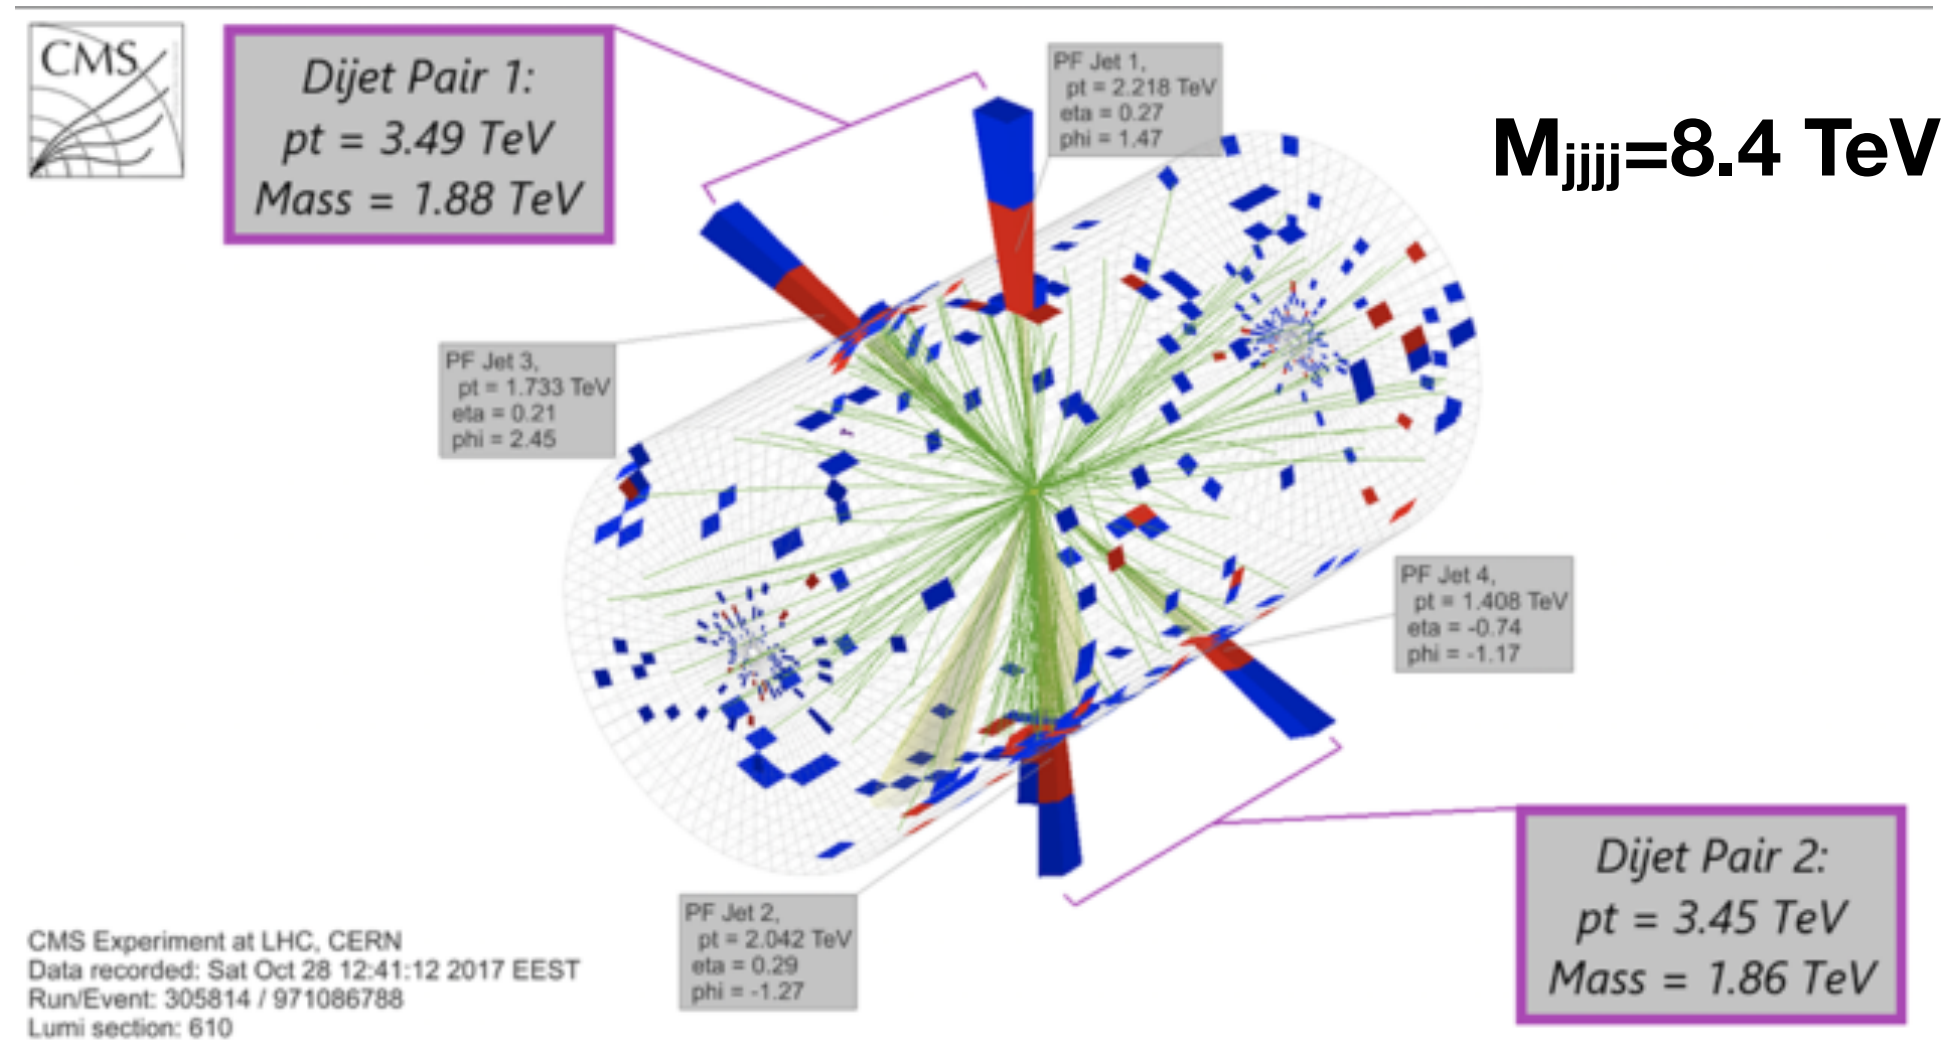 CMS
Dijet Pair 1:
pt = 3.49 TeV
Mass = 1.88 TeV
PF Jet 1,
pt = 2.218 TeV
eta = 0.27
phi = 1.47
Mjjjj=8.4 TeV
PF Jet 3,
pt = 1.733 TeV
eta = 0.21
phi = 2.45
PF Jet 4,
pt = 1.408 TeV
eta = -0.74
phi = -1.17
PF Jet 2,
pt = 2.042 TeV
eta = 0.29
phi = -1.27
Dijet Pair 2:
pt = 3.45 TeV
Mass = 1.86 TeV
CMS Experiment at LHC, CERN
Data recorded: Sat Oct 28 12:41:12 2017 EEST
Run/Event: 305814 / 971086788
Lumi section: 610